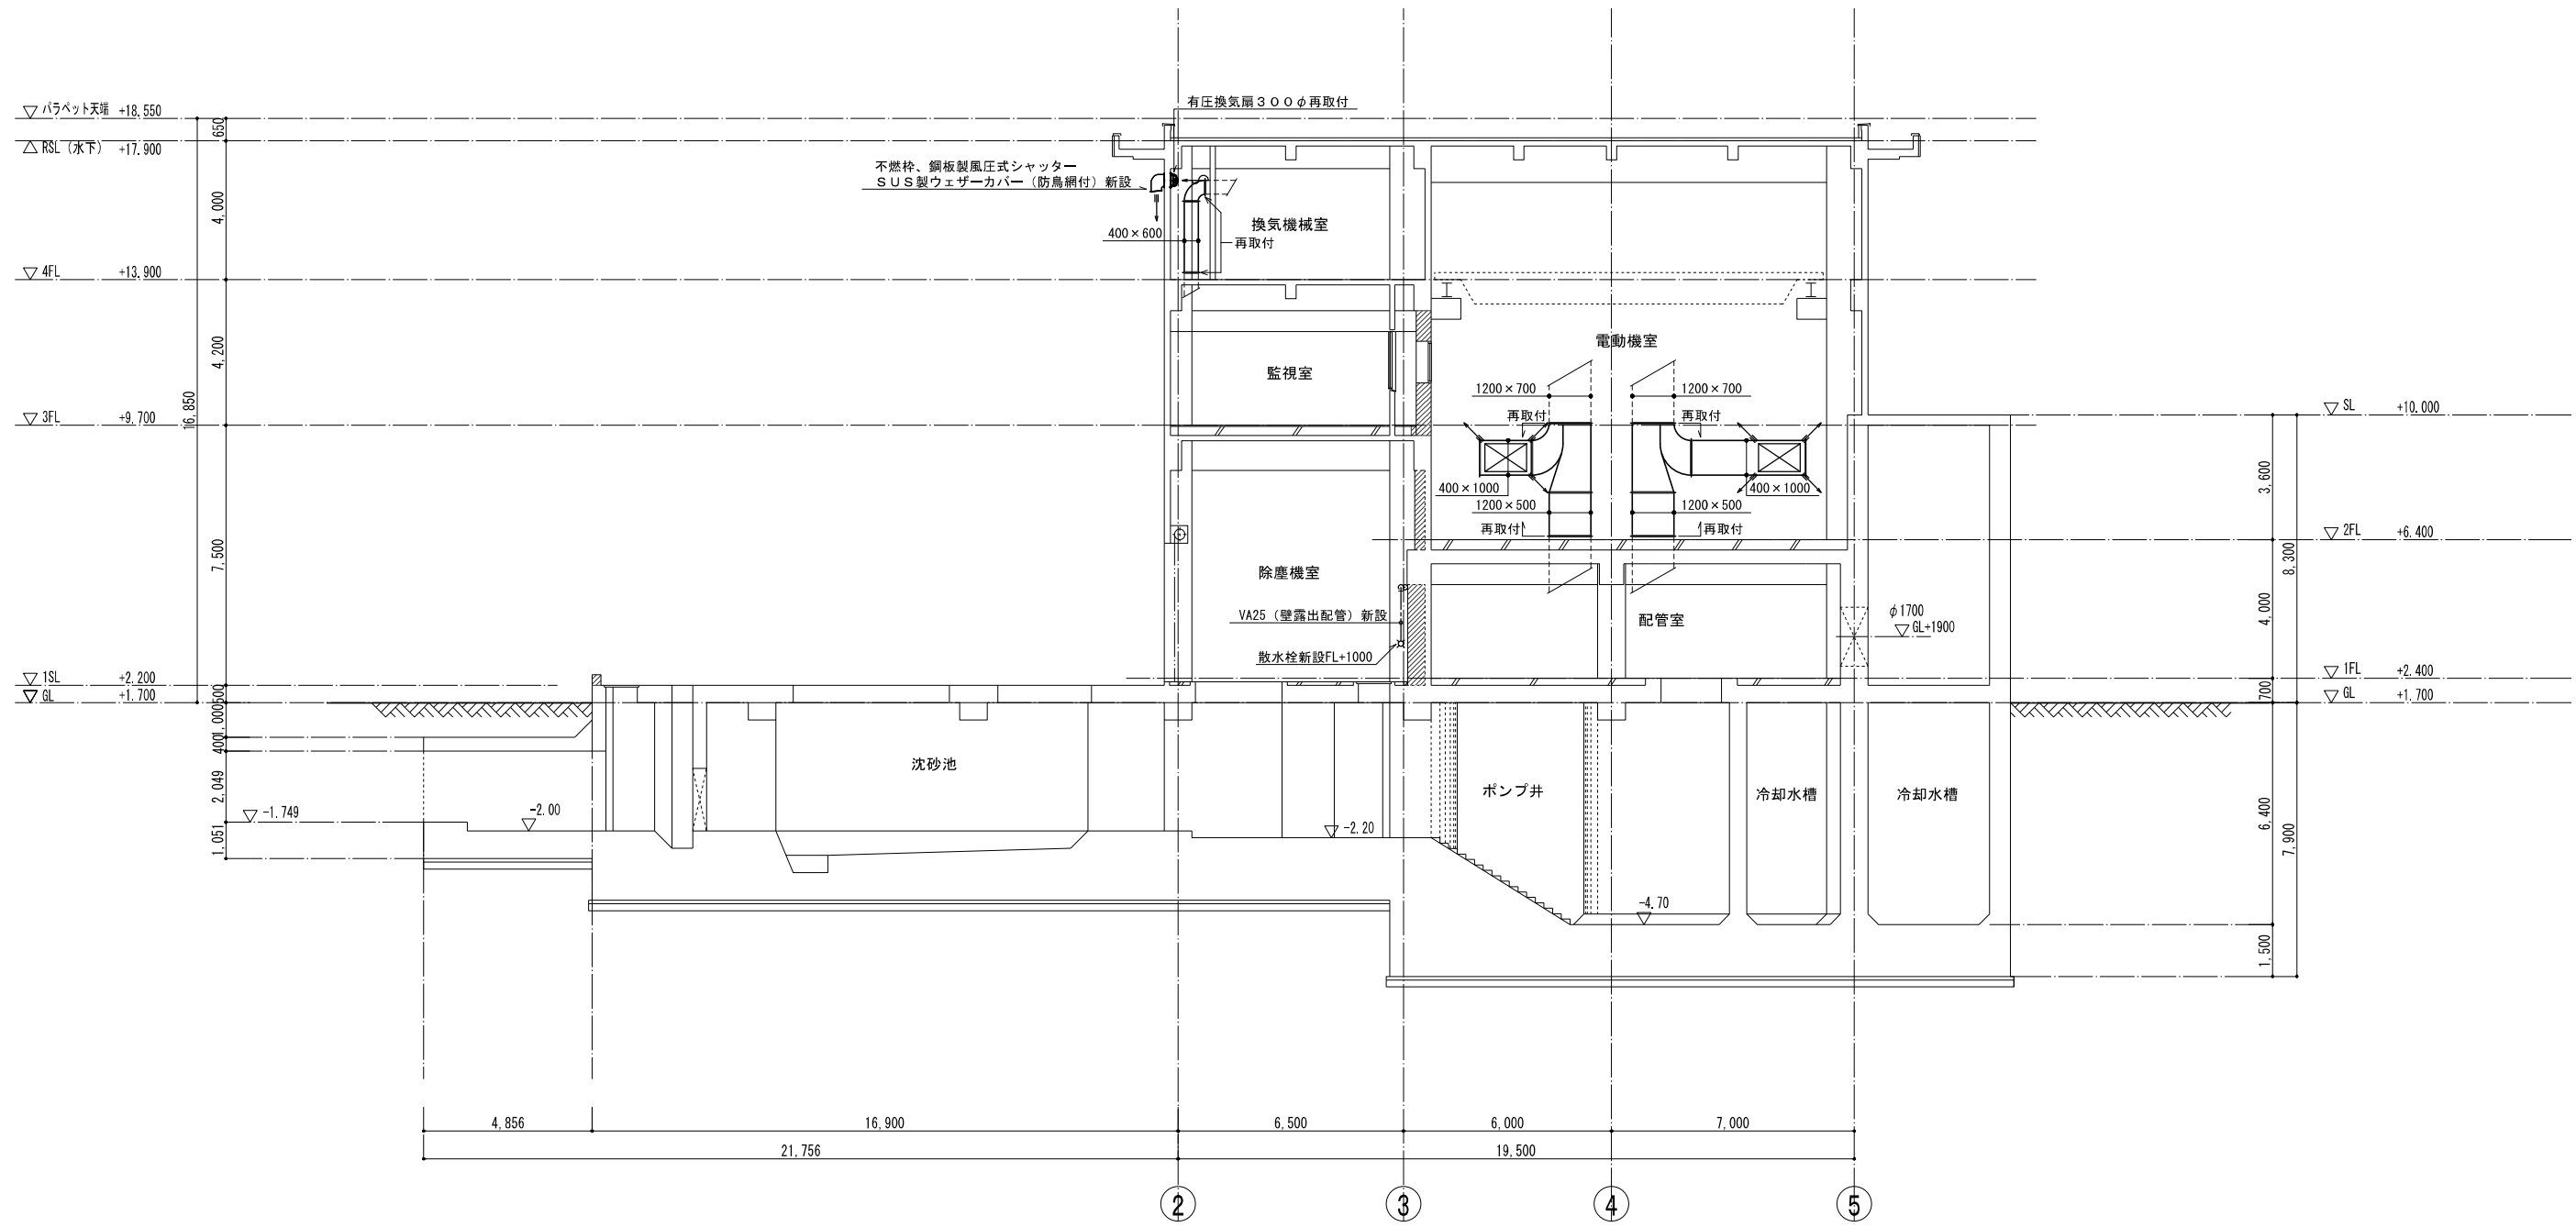 有圧換気扇３００φ再取付
パラペット天端 +18.550
RSL（水下） +17.900
650
不燃枠、鋼板製風圧式シャッター
ＳＵＳ製ウェザーカバー（防鳥網付）新設
4,000
換気機械室
400×600
再取付
4FL +13.900
4,200
16,850
監視室
電動機室
1200×700
1200×700
再取付
再取付
3FL +9.700
SL +10.000
400×1000
400×1000
1200×500
1200×500
再取付
再取付
3,600
2FL +6.400
7,500
8,300
除塵機室
VA25（壁露出配管）新設
散水栓新設FL+1000
配管室
φ1700
GL+1900
4,000
1SL +2.200
GL +1.700
1FL +2.400
GL +1.700
500
1,000
400
700
2,049
沈砂池
ポンプ井
冷却水槽
冷却水槽
-1.749
-2.00
-2.20
1,051
6,400
7,900
-4.70
1,500
4,856
16,900
6,500
6,000
7,000
21,756
19,500
2
3
4
5